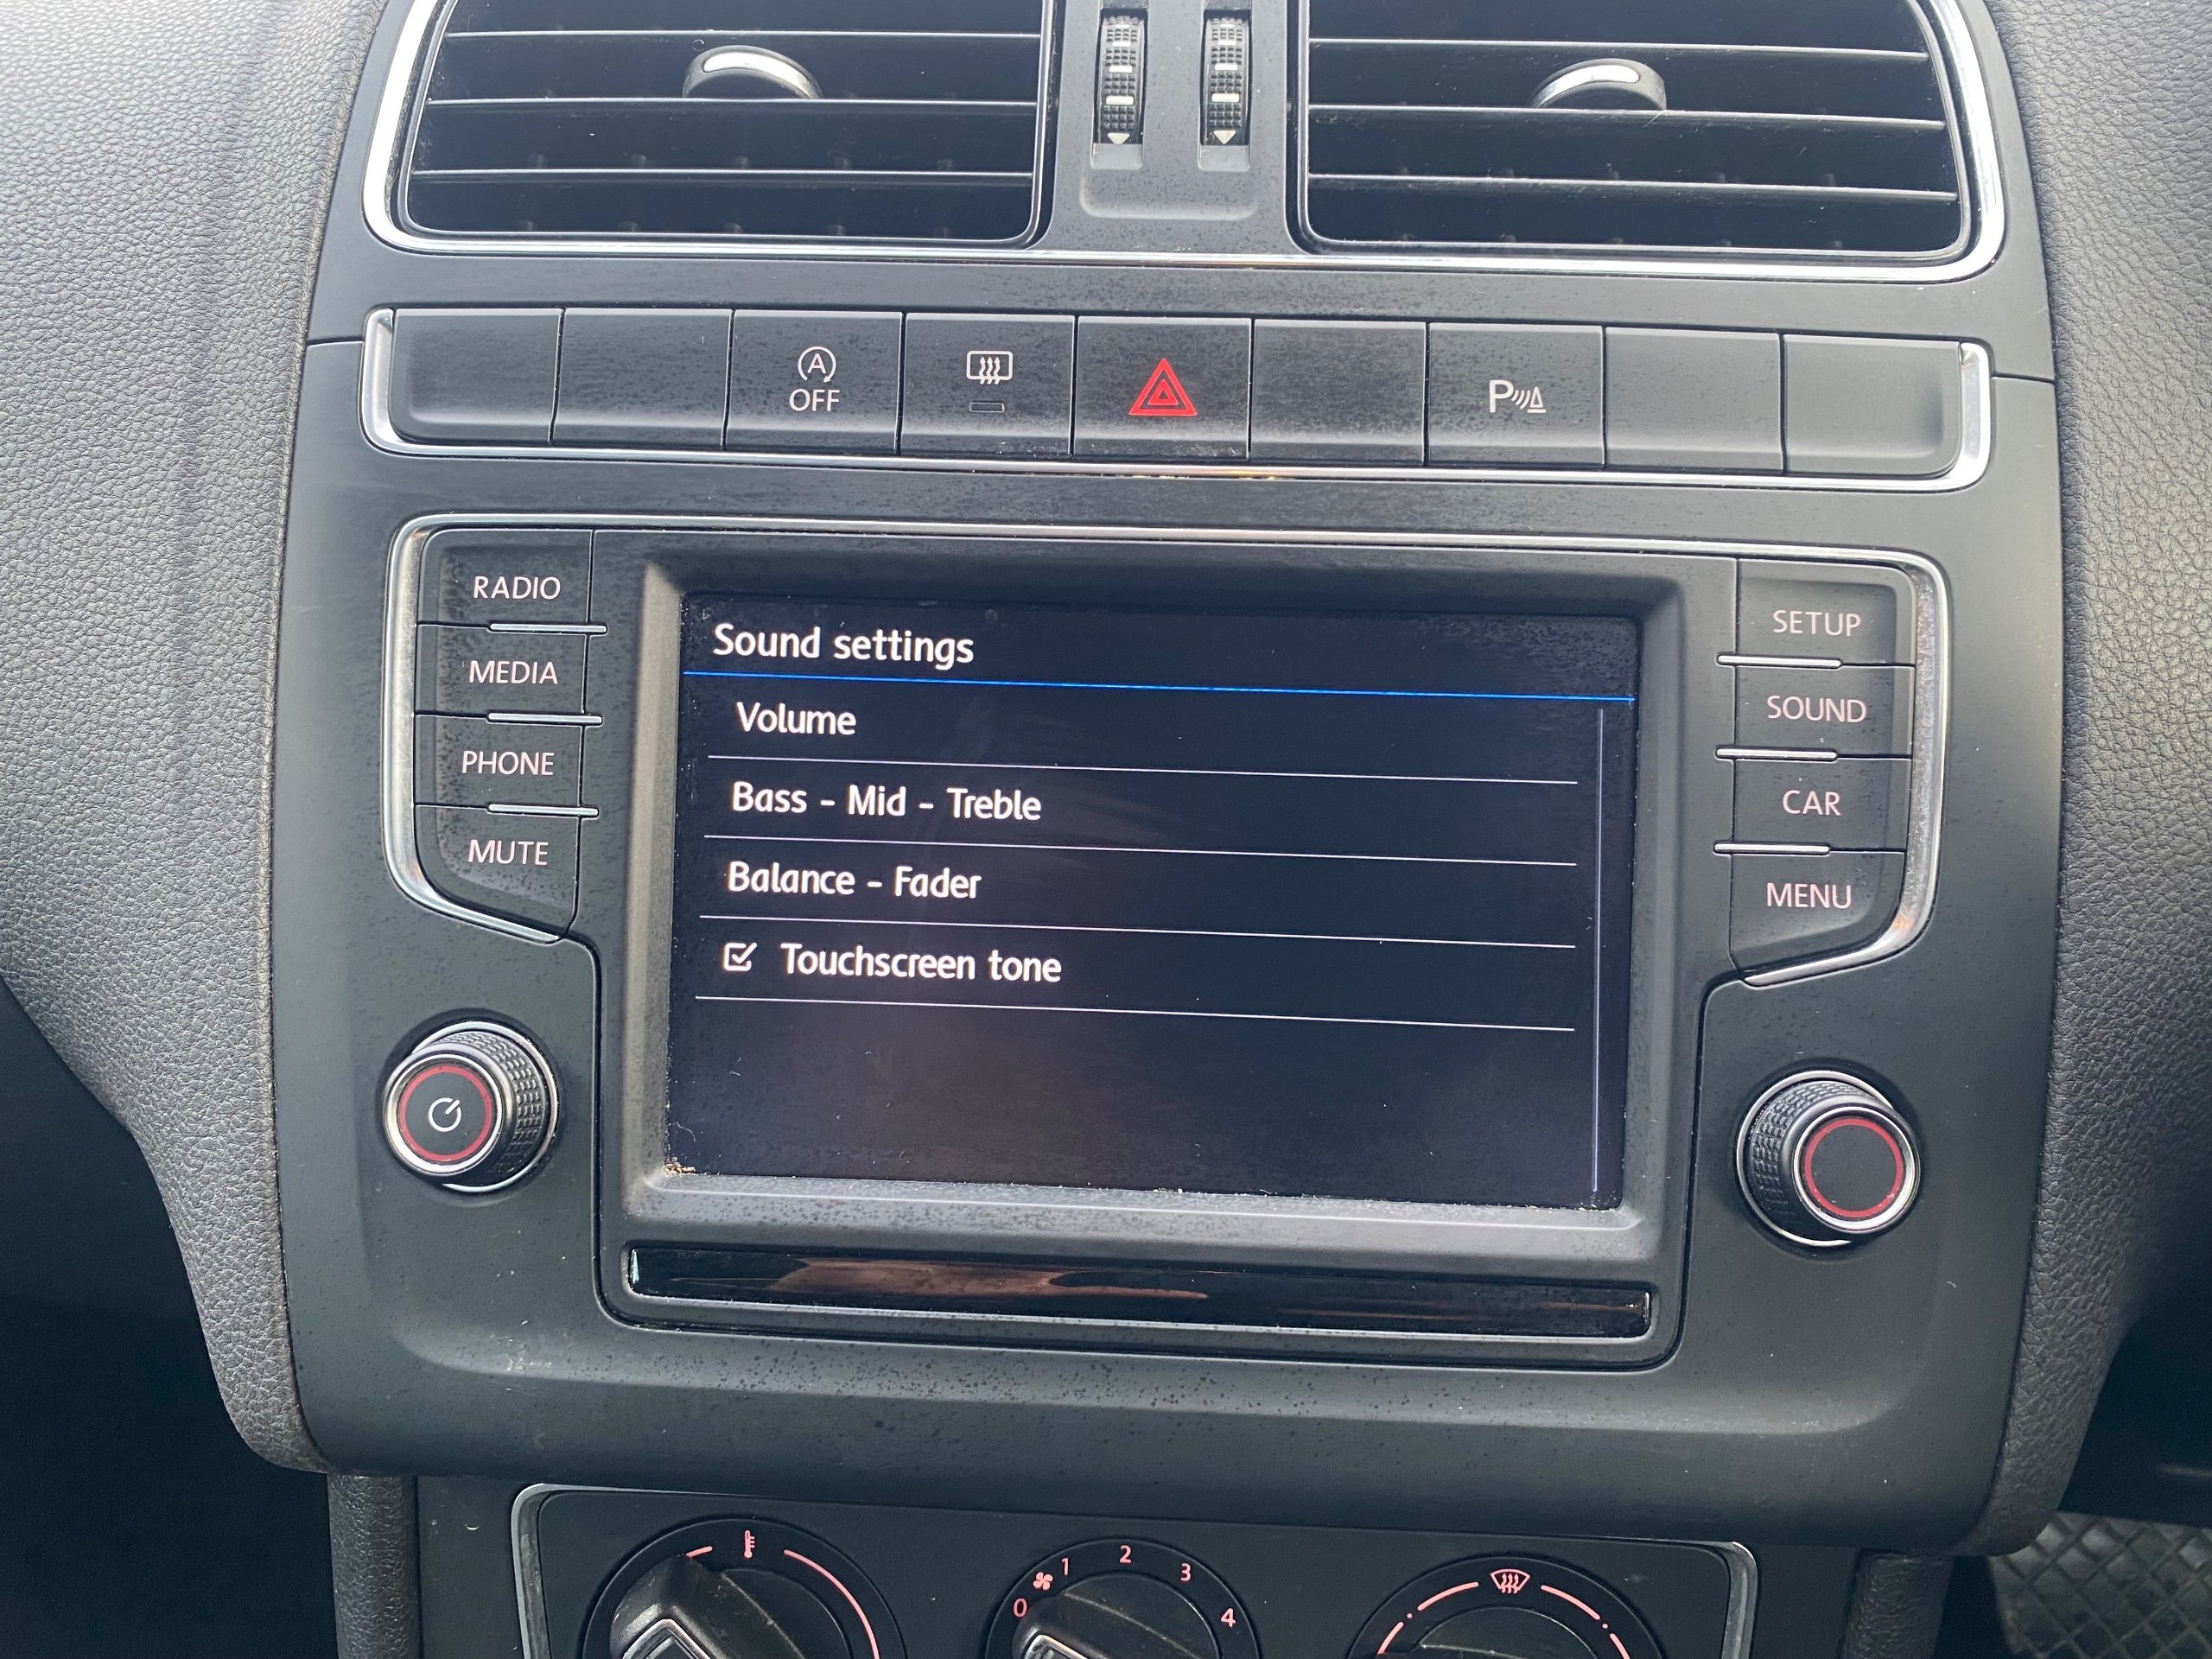 A
OFF
P
RADIO
MEDIA
PHONE
MUTE
Sound settings
Volume
Bass - Mid - Treble
Balance - Fader
Touchscreen tone
SETUP
SOUND
CAR
MENU
0 1 2 3 4